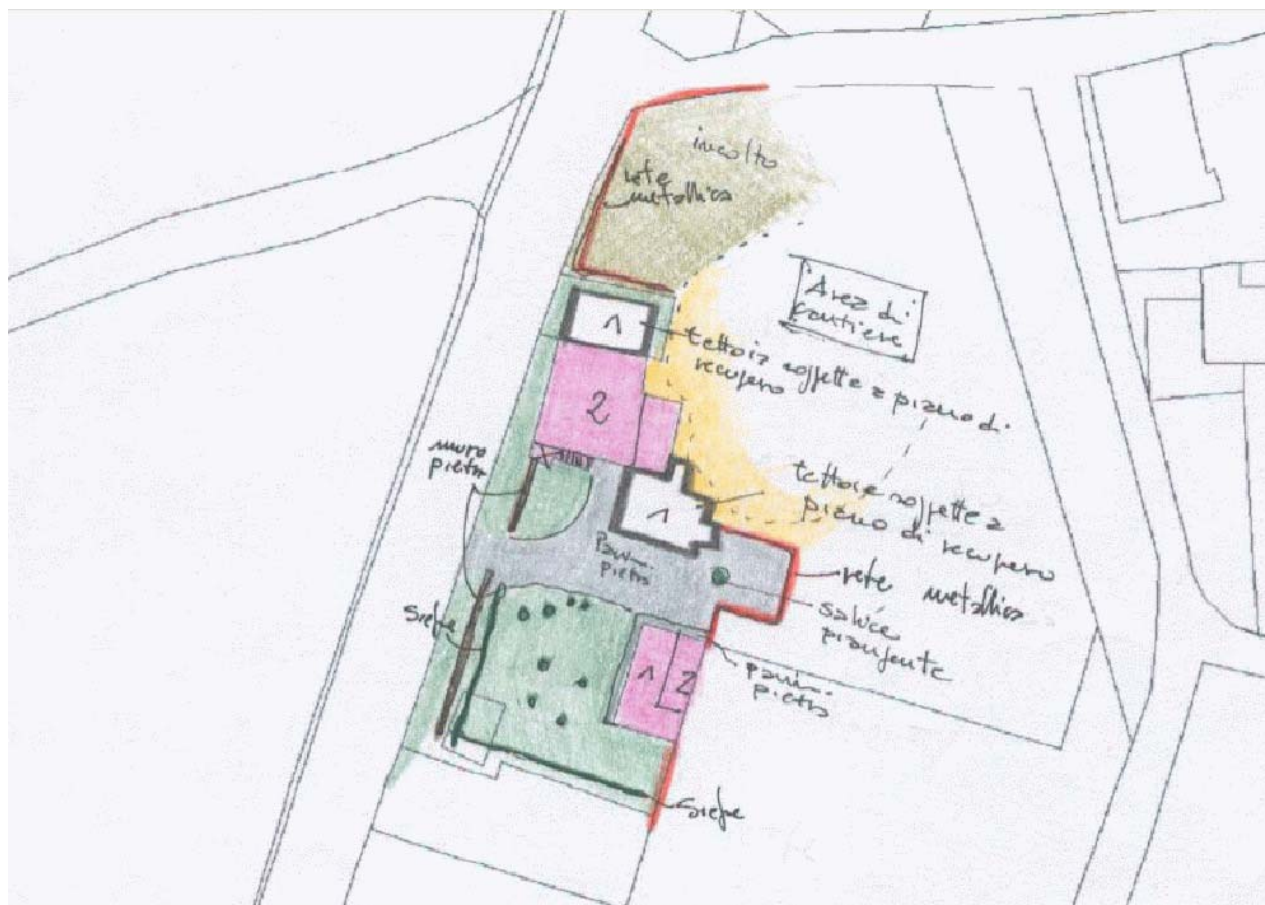 incolto
rete
metallica
Area di
cantiere
1
tettoia soggetta a piano di
recupero
2
muro
pietra
tettoie soggette a
piano di recupero
1
Pavim.
pietra
rete metallica
salice
piangente
Siepe
1
2
Pavim.
pietra
Siepe